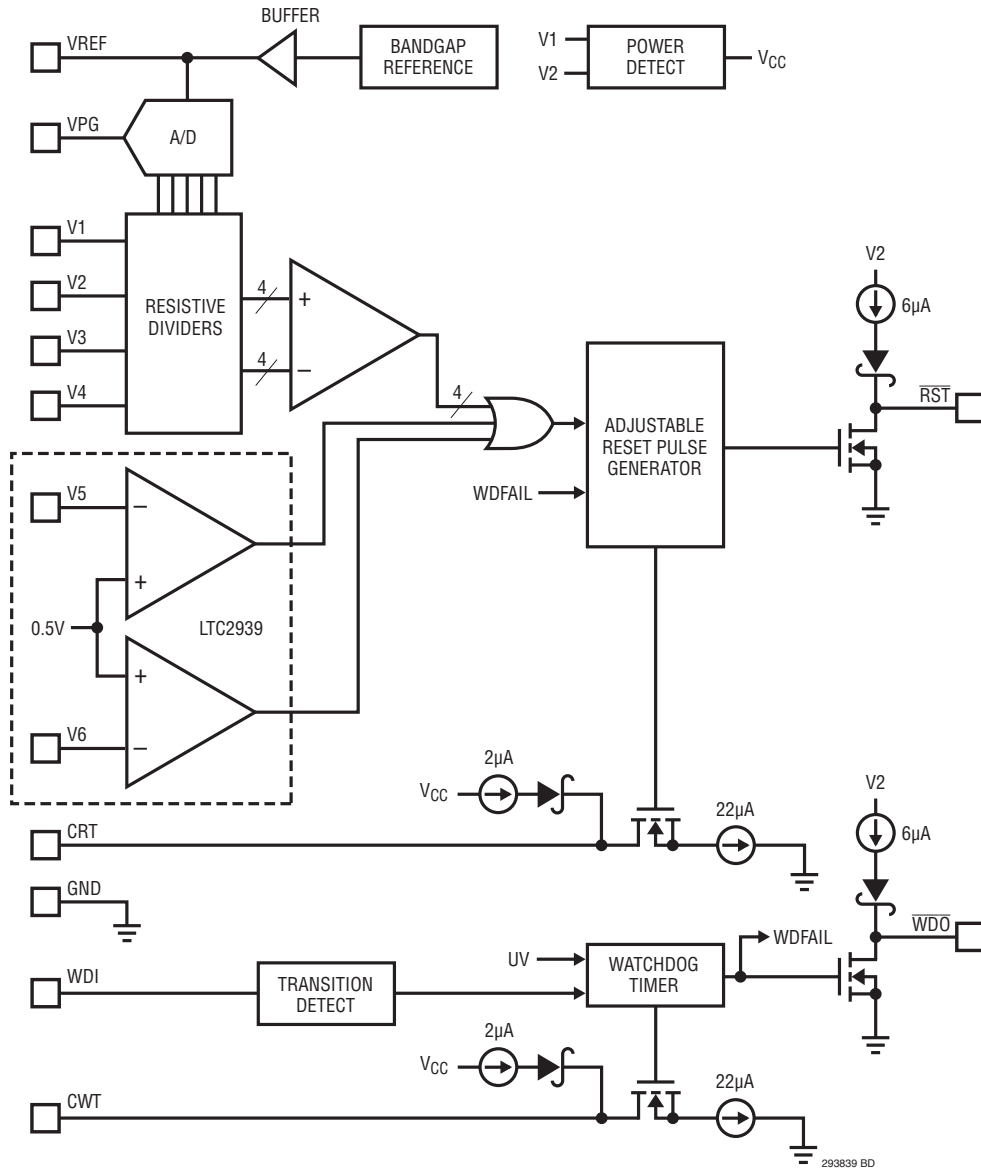 BUFFER
VREF
BANDGAP
REFERENCE
V1
V2
POWER
DETECT
VCC
VPG
A/D
V1
V2
V3
V4
RESISTIVE
DIVIDERS
4
4
+
−
4
V2
6µA
RST
ADJUSTABLE
RESET PULSE
GENERATOR
WDFAIL
V5
−
+
0.5V
LTC2939
+
−
V6
2µA
VCC
22µA
CRT
GND
V2
6µA
WDO
WDFAIL
UV
WATCHDOG
TIMER
WDI
TRANSITION
DETECT
2µA
VCC
22µA
CWT
293839 BD